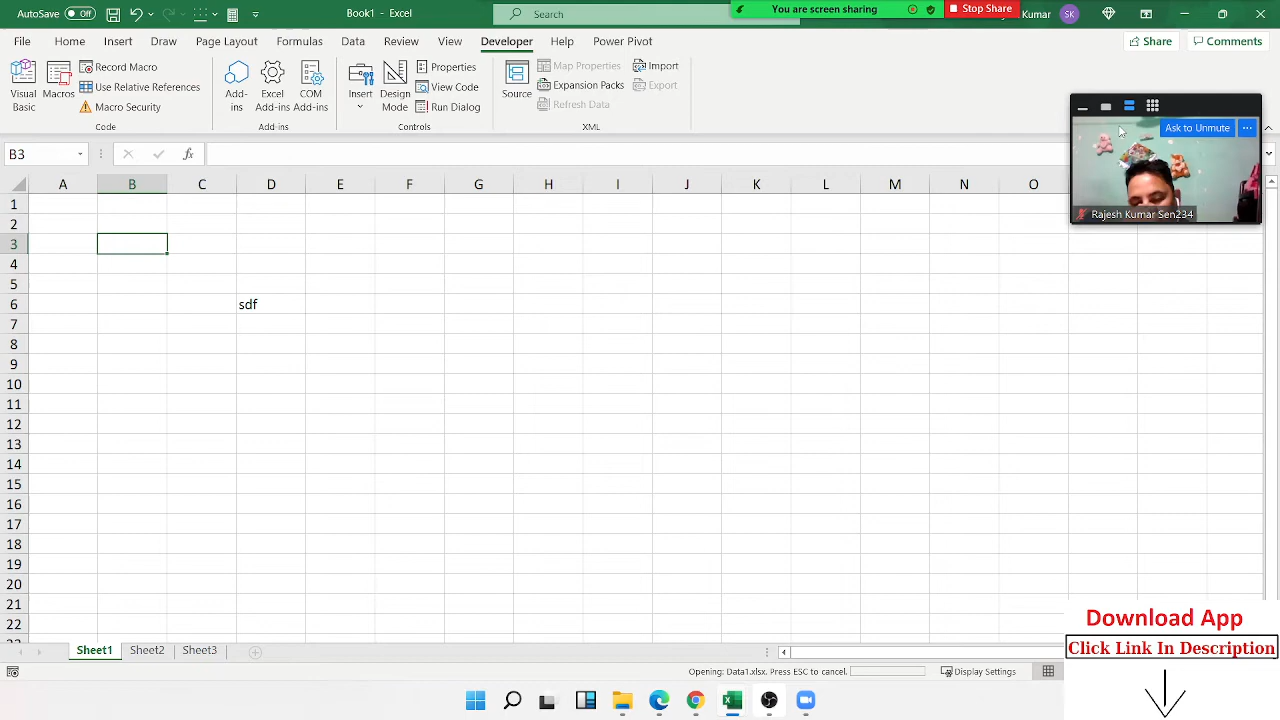 AutoSave Off Book1 - Excel Search You are screen sharing Stop Share Kumar SK
File Home Insert Draw Page Layout Formulas Data Review View Developer Help Power Pivot Share Comments
Visual Basic
Macros
Record Macro
Use Relative References
Macro Security
Code
Add-ins
Excel Add-ins
COM Add-ins
Add-ins
Insert
Design Mode
Properties
View Code
Run Dialog
Controls
Source
Map Properties
Expansion Packs
Refresh Data
Import
Export
XML
Ask to Unmute
Rajesh Kumar Sen234
B3 fx
A B C D E F G H I J K L M N O
1
2
3
4
5
6 sdf
7
8
9
10
11
12
13
14
15
16
17
18
19
20
21
22
Sheet1 Sheet2 Sheet3
Opening: Data1.xlsx. Press ESC to cancel. Display Settings
Download App
Click Link In Description